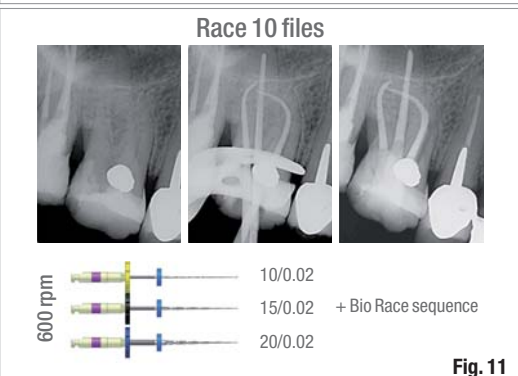 Race 10 files
600 rpm
10/0.02
15/0.02 + Bio Race sequence
20/0.02
Fig. 11